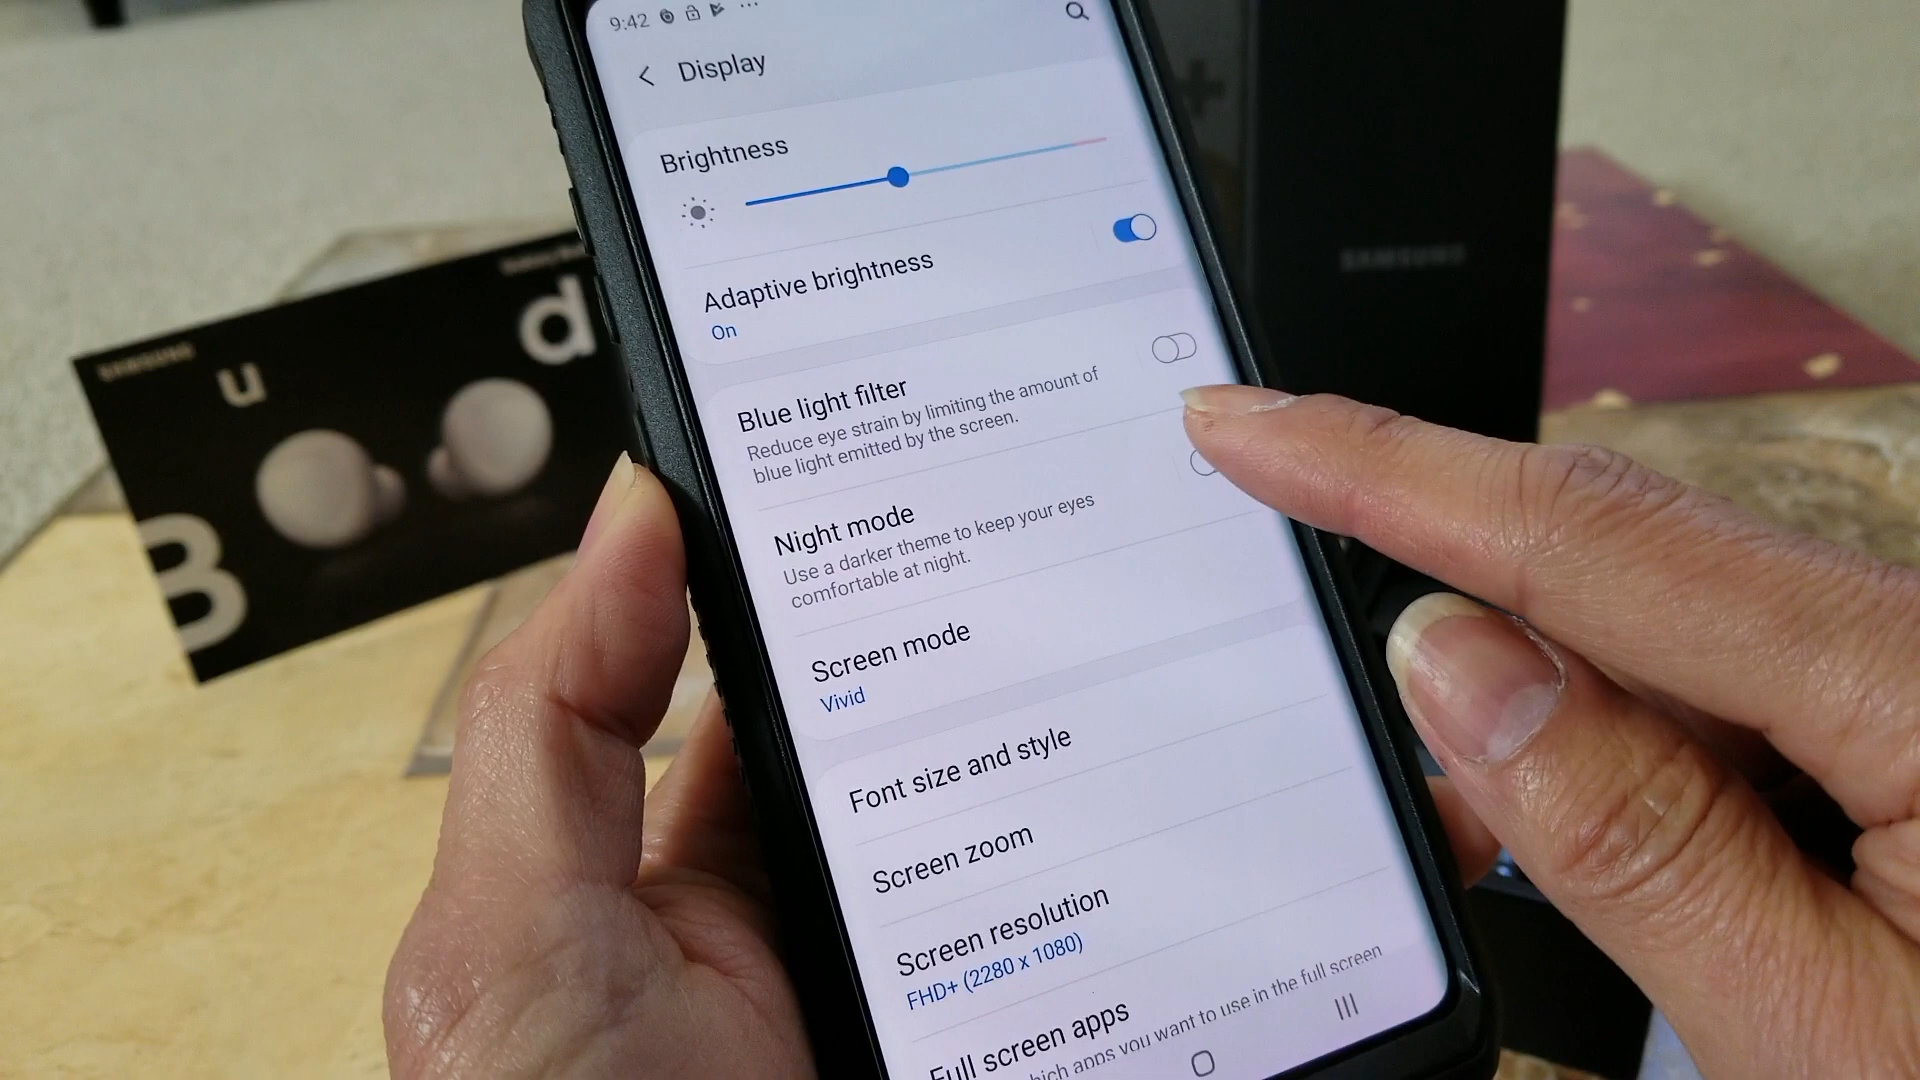 9:42
Display
Brightness
Adaptive brightness
On
Blue light filter
Reduce eye strain by limiting the amount of
blue light emitted by the screen.
Night mode
Use a darker theme to keep your eyes
comfortable at night.
Screen mode
Vivid
Font size and style
Screen zoom
Screen resolution
FHD+ (2280 x 1080)
Full screen apps
apps you want to use in the full screen
SAMSUNG
u
d
B
SAMSUNG